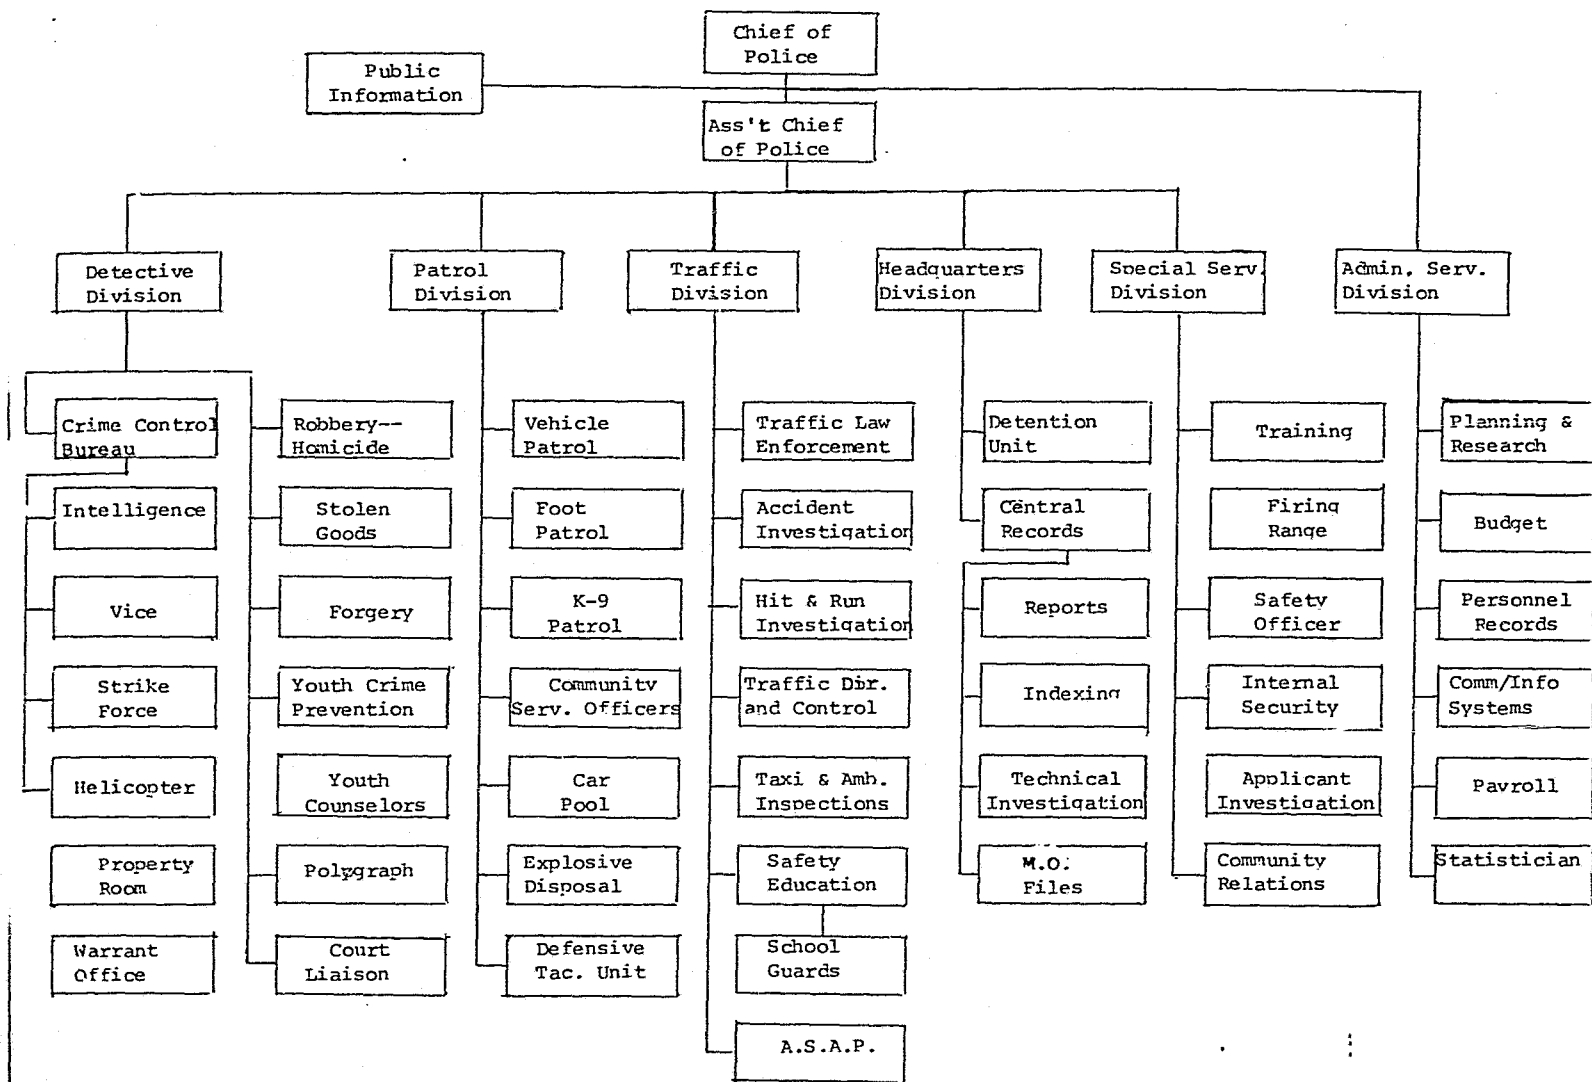 Chief of
Police
Public
Information
Ass't Chief
of Police
Detective
Division
Patrol
Division
Traffic
Division
Headquarters
Division
Special Serv.
Division
Admin. Serv.
Division
Crime Control
Bureau
Intelligence
Vice
Strike
Force
Helicopter
Property
Room
Warrant
Office
Robbery--
Homicide
Stolen
Goods
Forgery
Youth Crime
Prevention
Youth
Counselors
Polygraph
Court
Liaison
Vehicle
Patrol
Foot
Patrol
K-9
Patrol
Community
Serv. Officers
Car
Pool
Explosive
Disposal
Defensive
Tac. Unit
Traffic Law
Enforcement
Accident
Investigation
Hit & Run
Investigation
Traffic Dir.
and Control
Taxi & Amb.
Inspections
Safety
Education
School
Guards
A.S.A.P.
Detention
Unit
Central
Records
Reports
Indexing
Technical
Investigation
M.O.
Files
Training
Firing
Range
Safety
Officer
Internal
Security
Applicant
Investigation
Community
Relations
Planning &
Research
Budget
Personnel
Records
Comm/Info
Systems
Payroll
Statistician